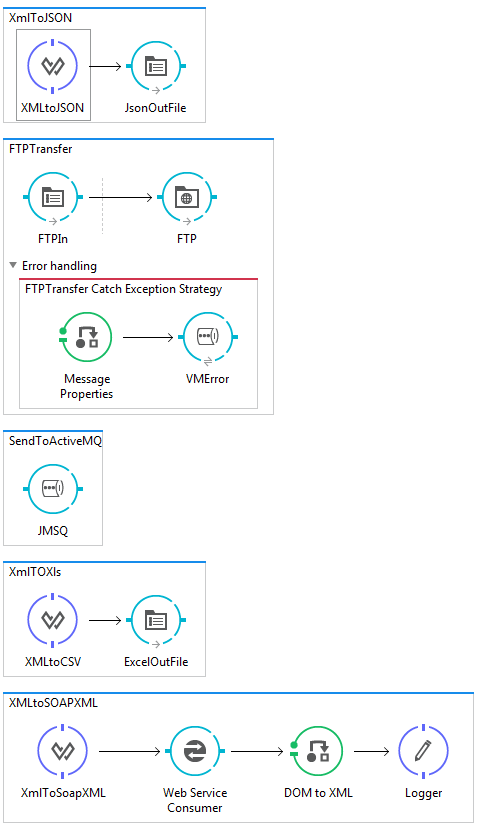 XmlToJSON
XMLtoJSON
JsonOutFile
FTPTransfer
FTPIn
FTP
Error handling
FTPTransfer Catch Exception Strategy
Message
Properties
VMError
SendToActiveMQ
JMSQ
XmlTOXls
XMLtoCSV
ExcelOutFile
XMLtoSOAPXML
XmlToSoapXML
Web Service
Consumer
DOM to XML
Logger